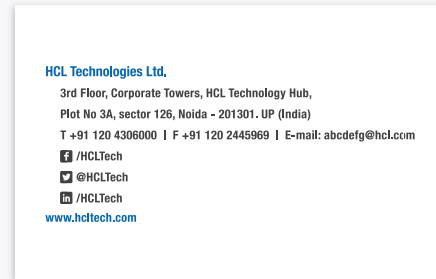 HCL Technologies Ltd.
3rd Floor, Corporate Towers, HCL Technology Hub,
Plot No 3A, sector 126, Noida - 201301. UP (India)
T +91 120 4306000 | F +91 120 2445969 | E-mail: abcdefg@hcl.com
/HCLTech
@HCLTech
/HCLTech
www.hcltech.com